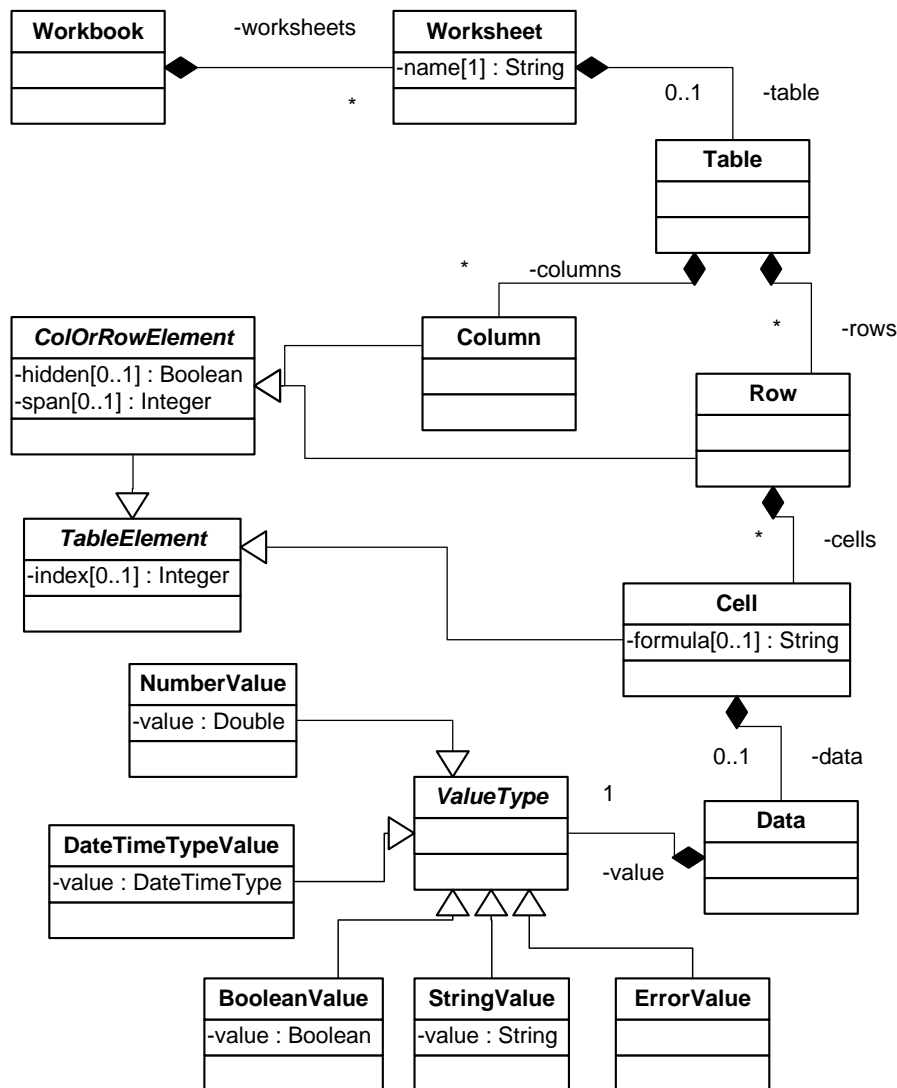 Workbook
-worksheets
Worksheet
-name[1] : String
*
0..1
-table
Table
*
-columns
ColOrRowElement
-hidden[0..1] : Boolean
-span[0..1] : Integer
Column
*
-rows
Row
TableElement
-index[0..1] : Integer
*
-cells
Cell
-formula[0..1] : String
NumberValue
-value : Double
0..1
-data
ValueType
1
-value
Data
DateTimeTypeValue
-value : DateTimeType
BooleanValue
-value : Boolean
StringValue
-value : String
ErrorValue